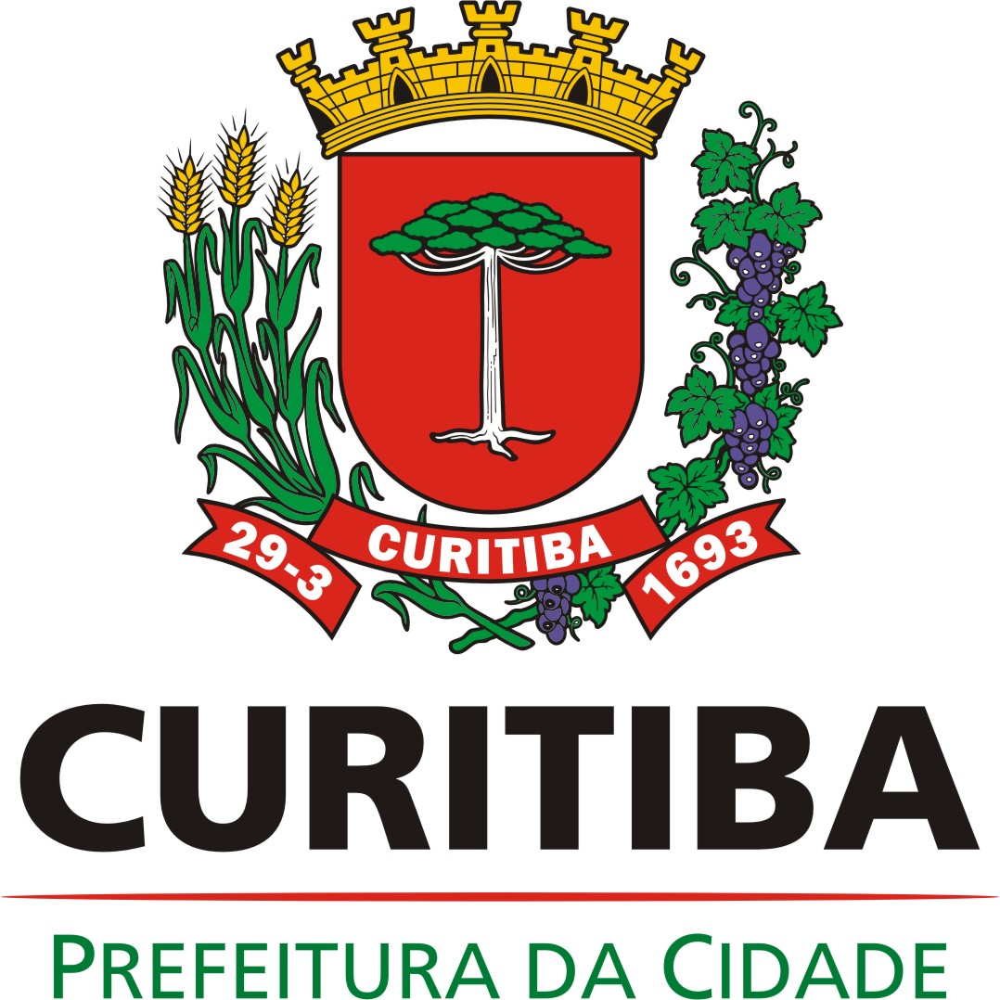 29-3 CURITIBA 1693
CURITIBA
PREFEITURA DA CIDADE